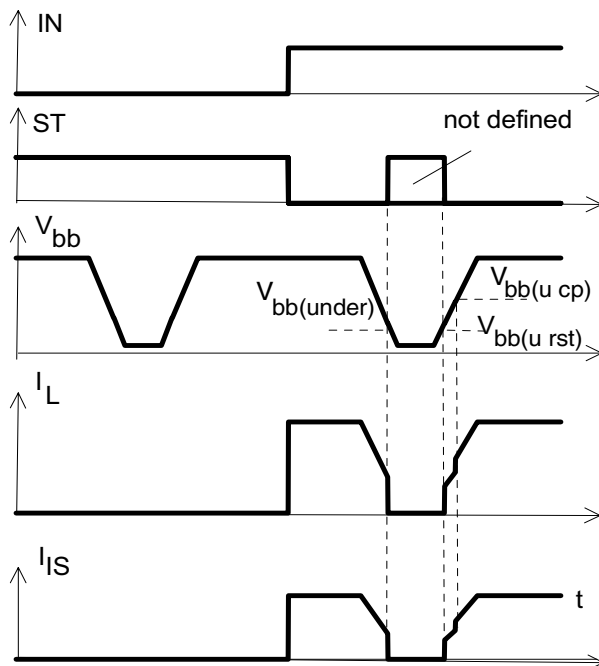 IN
ST
not defined
V_bb
V_bb(under)
V_bb(u cp)
V_bb(u rst)
I_L
I_IS
t